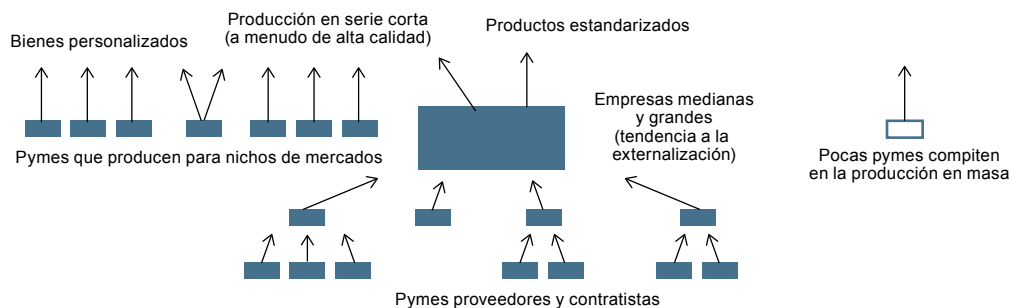 Bienes personalizados
Producción en serie corta
(a menudo de alta calidad)
Productos estandarizados
Empresas medianas
y grandes
(tendencia a la
externalización)
Pymes que producen para nichos de mercados
Pocas pymes compiten
en la producción en masa
Pymes proveedores y contratistas